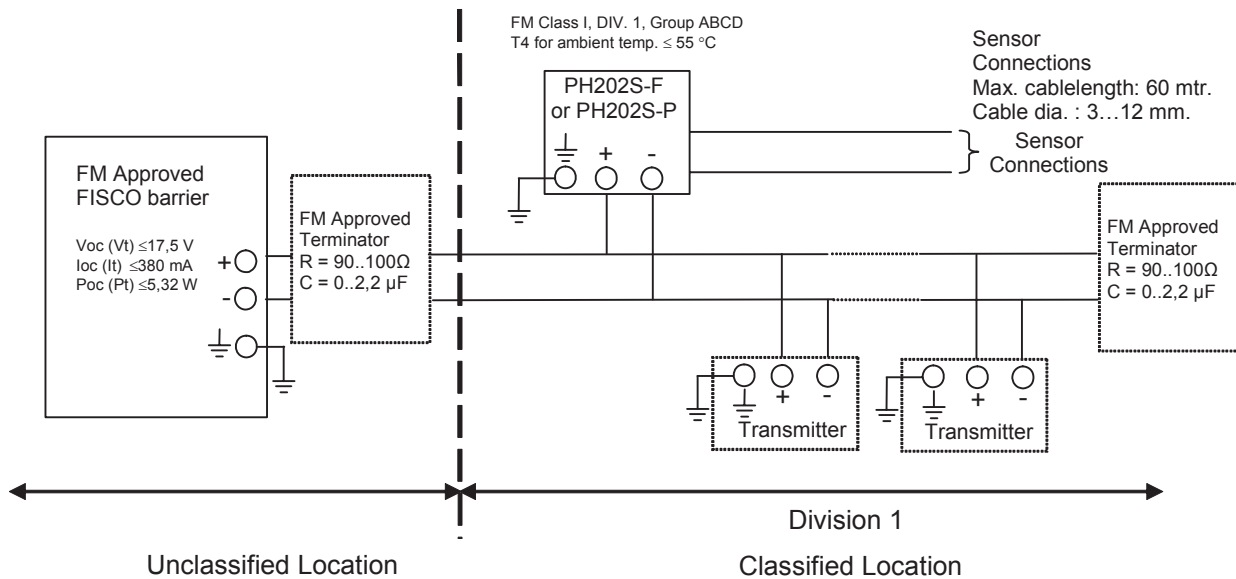 FM Class I, DIV. 1, Group ABCD
T4 for ambient temp. ≤ 55 °C
Sensor
Connections
Max. cablelength: 60 mtr.
Cable dia. : 3…12 mm.
PH202S-F
or PH202S-P
+ -
Sensor
Connections
FM Approved
FISCO barrier
Voc (Vt) ≤17,5 V
Ioc (It) ≤380 mA
Poc (Pt) ≤5,32 W
+
-
FM Approved
Terminator
R = 90..100Ω
C = 0..2,2 µF
FM Approved
Terminator
R = 90..100Ω
C = 0..2,2 µF
+ -
Transmitter
+ -
Transmitter
Division 1
Unclassified Location
Classified Location